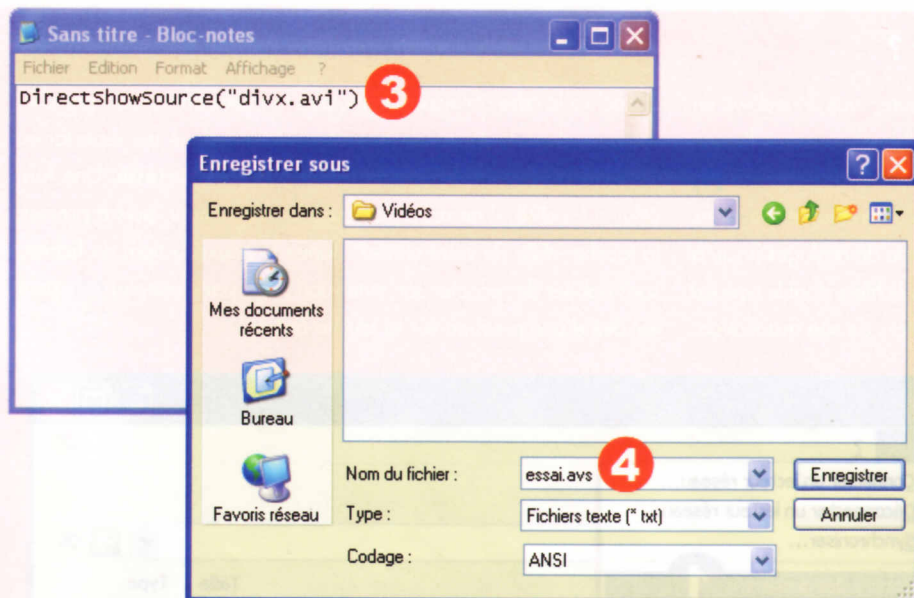 Sans titre - Bloc-notes
Fichier Edition Format Affichage ?
DirectShowSource("divx.avi")
3
Enregistrer sous
?
Enregistrer dans :
Vidéos
Mes documents
récents
Bureau
Favoris réseau
Nom du fichier :
essai.avs
4
Enregistrer
Type :
Fichiers texte (*.txt)
Annuler
Codage :
ANSI